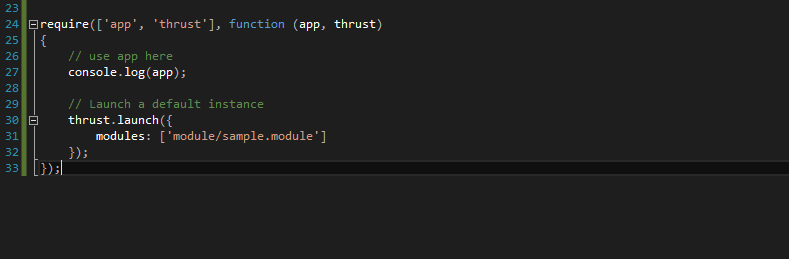 23
24 require(['app', 'thrust'], function (app, thrust)
25 {
26     // use app here
27     console.log(app);
28
29     // Launch a default instance
30     thrust.launch({
31         modules: ['module/sample.module']
32     });
33 });